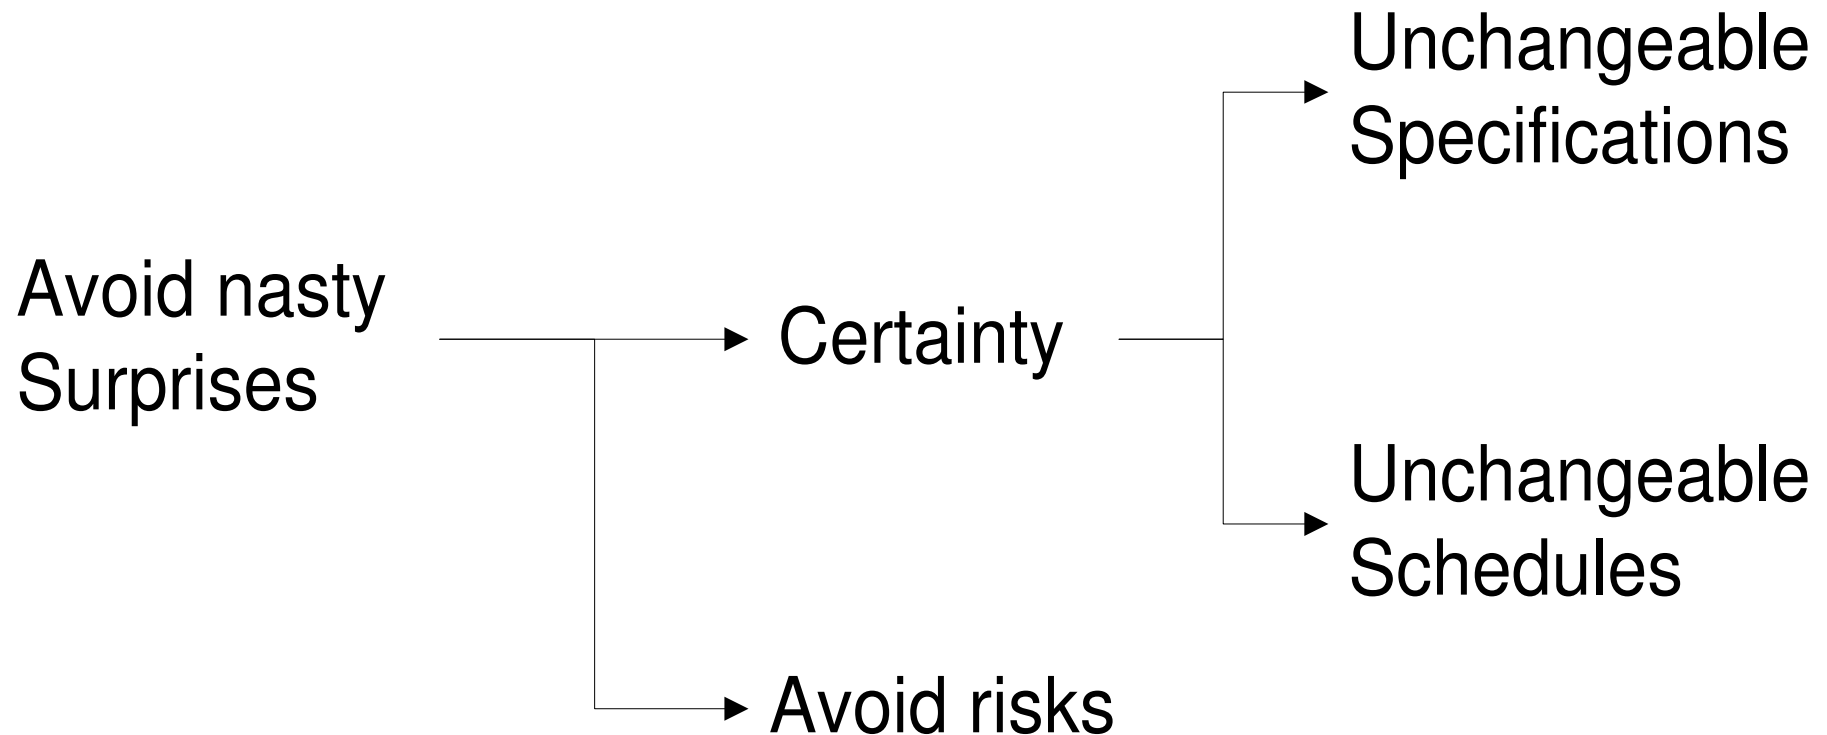 Avoid nasty
Surprises
Certainty
Avoid risks
Unchangeable
Specifications
Unchangeable
Schedules